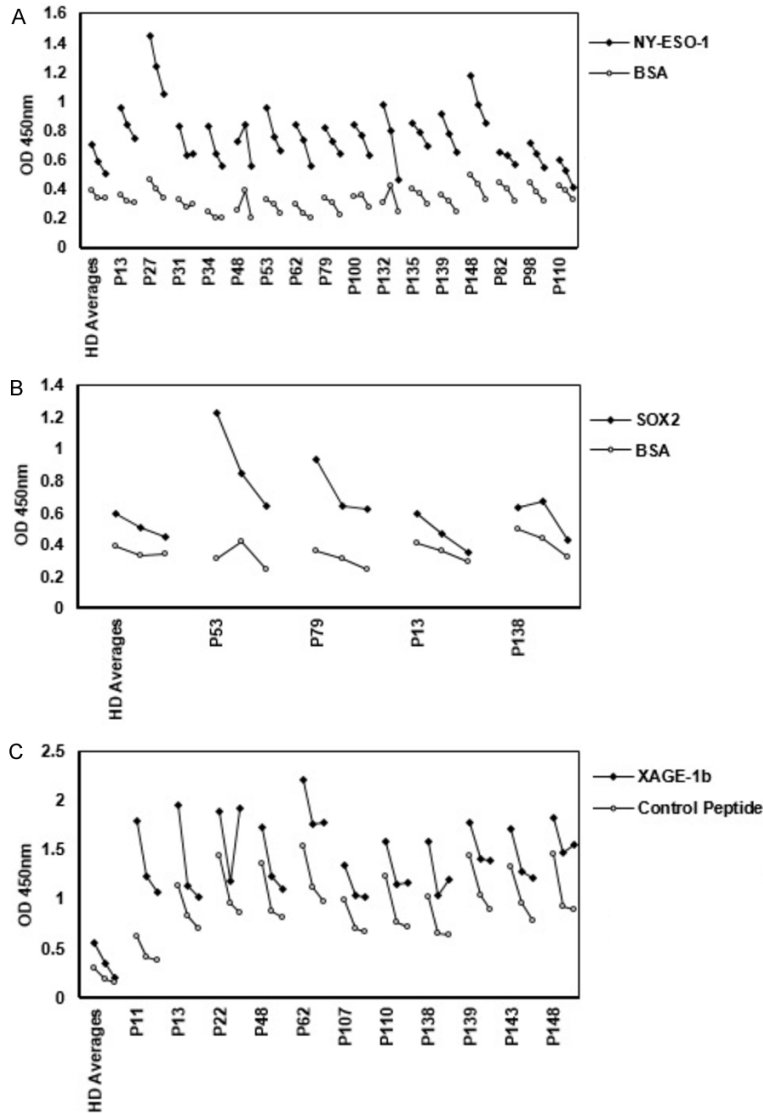 A
1.6
1.4
1.2
1
0.8
0.6
0.4
0.2
0
OD 450nm
NY-ESO-1
BSA
HD Averages
P13
P27
P31
P34
P48
P53
P62
P79
P100
P132
P135
P139
P148
P82
P98
P110
B
1.4
1.2
1
0.8
0.6
0.4
0.2
0
OD 450nm
SOX2
BSA
HD Averages
P53
P79
P13
P138
C
2.5
2
1.5
1
0.5
0
OD 450nm
XAGE-1b
Control Peptide
HD Averages
P11
P13
P22
P48
P62
P107
P110
P138
P139
P143
P148